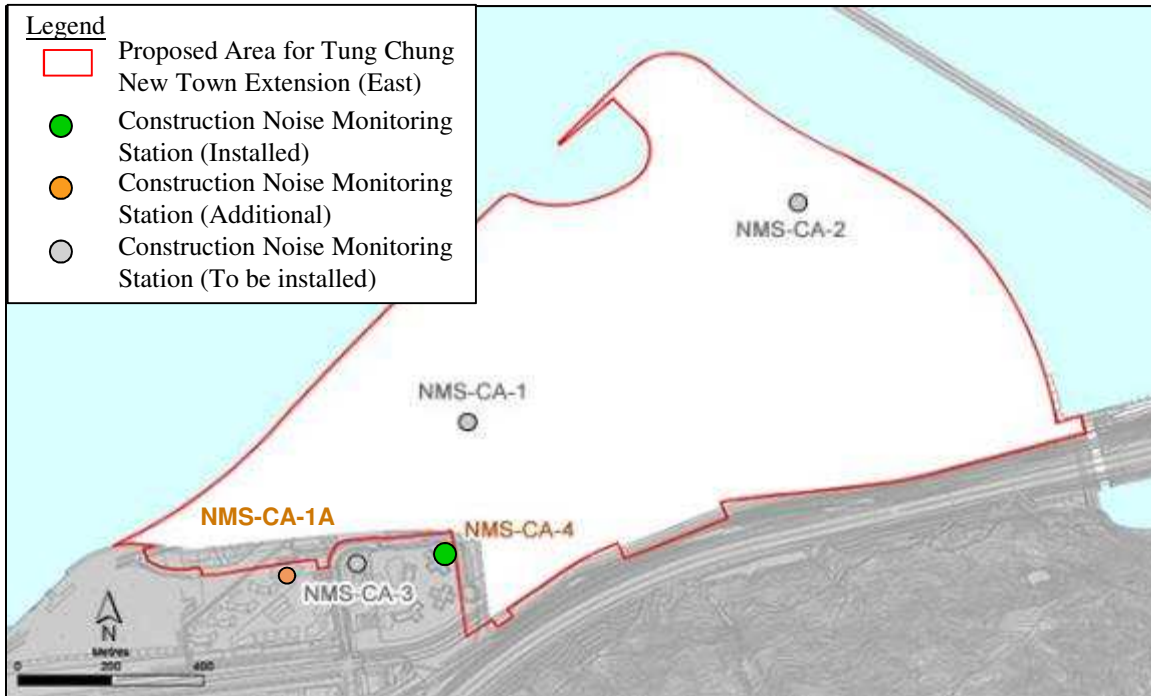 Legend
Proposed Area for Tung Chung
New Town Extension (East)
Construction Noise Monitoring
Station (Installed)
Construction Noise Monitoring
Station (Additional)
Construction Noise Monitoring
Station (To be installed)
NMS-CA-2
NMS-CA-1
NMS-CA-1A
NMS-CA-4
NMS-CA-3
N
Metres
0 200 400